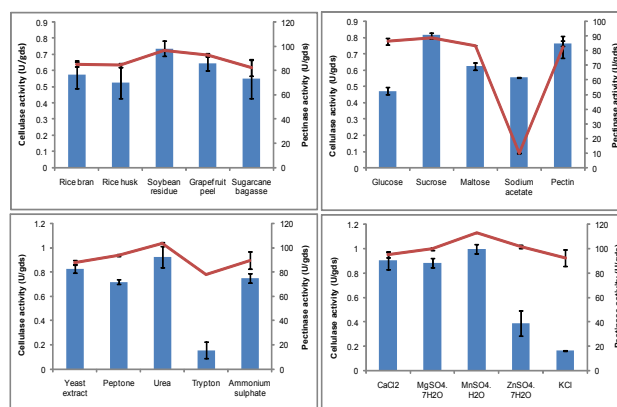 Cellulase activity (U/gds)
0.9
0.8
0.7
0.6
0.5
0.4
0.3
0.2
0.1
0
120
100
80
60
40
20
0
Pectinase activity (U/gds)
Rice bran
Rice husk
Soybean residue
Grapefruit peel
Sugarcane bagasse
Cellulase activity (U/gds)
0.9
0.8
0.7
0.6
0.5
0.4
0.3
0.2
0.1
0
100
90
80
70
60
50
40
30
20
10
0
Pectinase activity (U/gds)
Glucose
Sucrose
Maltose
Sodium acetate
Pectin
Cellulase activity (U/gds)
1.2
1
0.8
0.6
0.4
0.2
0
120
100
80
60
40
20
0
Pectinase activity (U/gds)
Yeast extract
Peptone
Urea
Trypton
Ammonium sulphate
Cellulase activity (U/gds)
1.2
1
0.8
0.6
0.4
0.2
0
120
100
80
60
40
20
0
Pectinase activity (U/gds)
CaCl2
MgSO4. 7H2O
MnSO4. H2O
ZnSO4. 7H2O
KCl